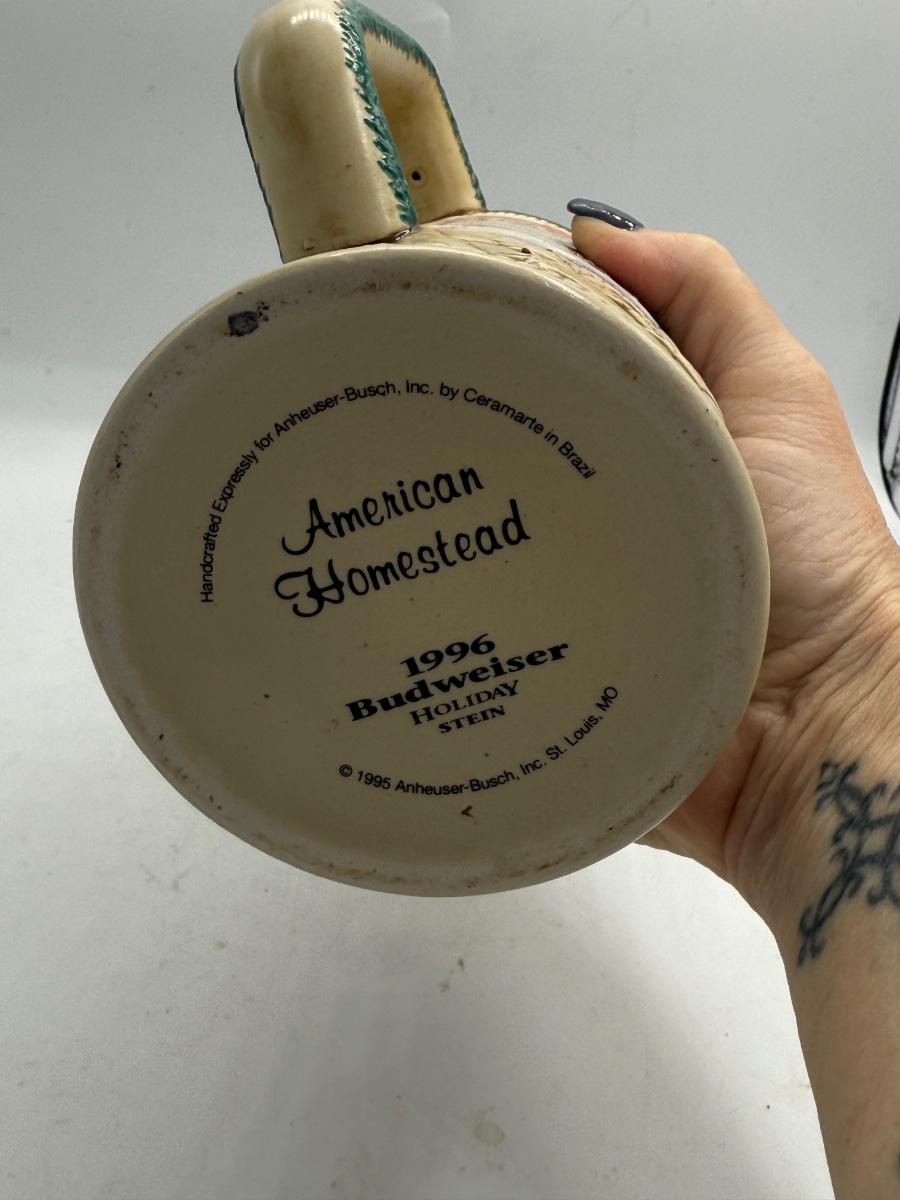 Handcrafted Expressly for Anheuser-Busch, Inc. by Ceramarte in Brazil
American
Homestead
1996
Budweiser
HOLIDAY
STEIN
© 1995 Anheuser-Busch, Inc. St. Louis, MO